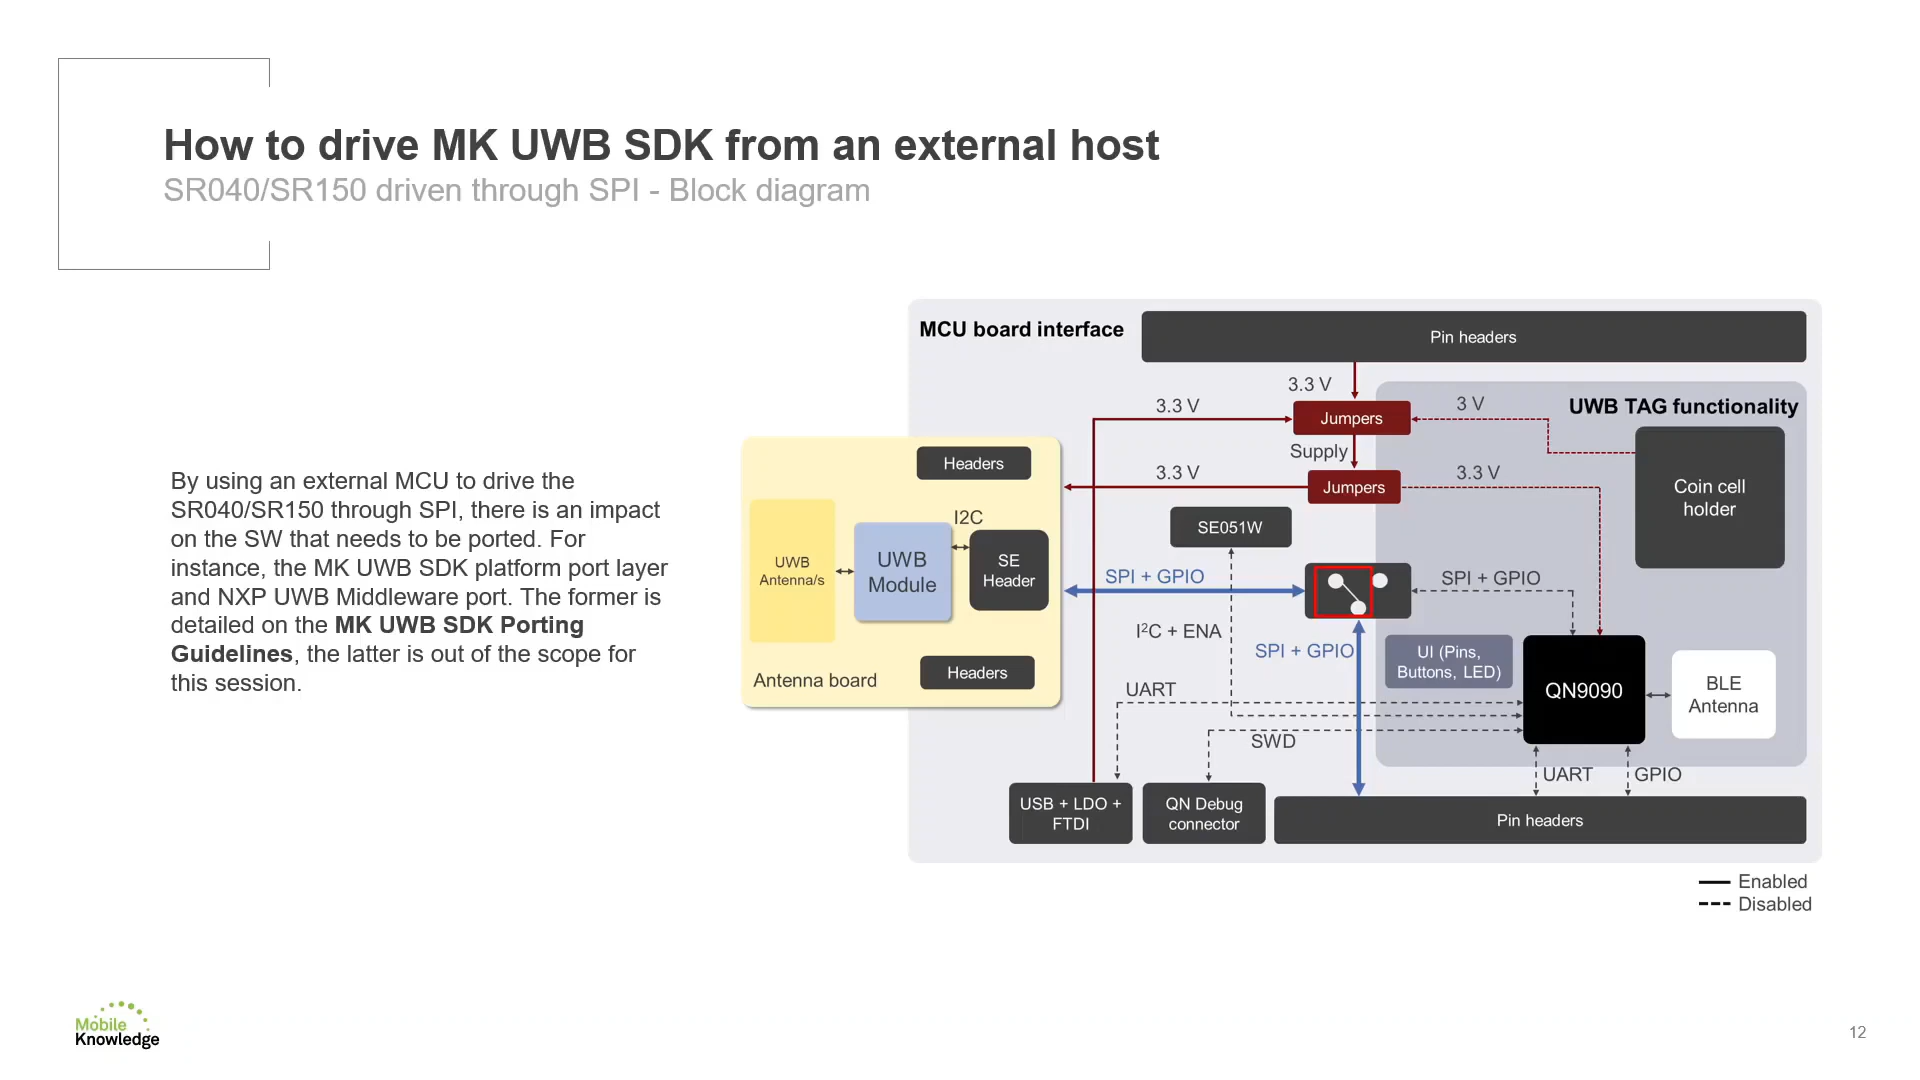 How to drive MK UWB SDK from an external host
SR040/SR150 driven through SPI - Block diagram
By using an external MCU to drive the
SR040/SR150 through SPI, there is an impact
on the SW that needs to be ported. For
instance, the MK UWB SDK platform port layer
and NXP UWB Middleware port. The former is
detailed on the MK UWB SDK Porting
Guidelines, the latter is out of the scope for
this session.
MCU board interface
Pin headers
3.3 V
3.3 V
Jumpers
3 V
UWB TAG functionality
Supply
3.3 V
Jumpers
3.3 V
Coin cell
holder
Headers
I2C
UWB
Antenna/s
UWB
Module
SE
Header
SE051W
SPI + GPIO
SPI + GPIO
I²C + ENA
SPI + GPIO
UI (Pins,
Buttons, LED)
QN9090
BLE
Antenna
Antenna board
Headers
UART
SWD
UART
GPIO
USB + LDO +
FTDI
QN Debug
connector
Pin headers
Enabled
Disabled
Mobile
Knowledge
12